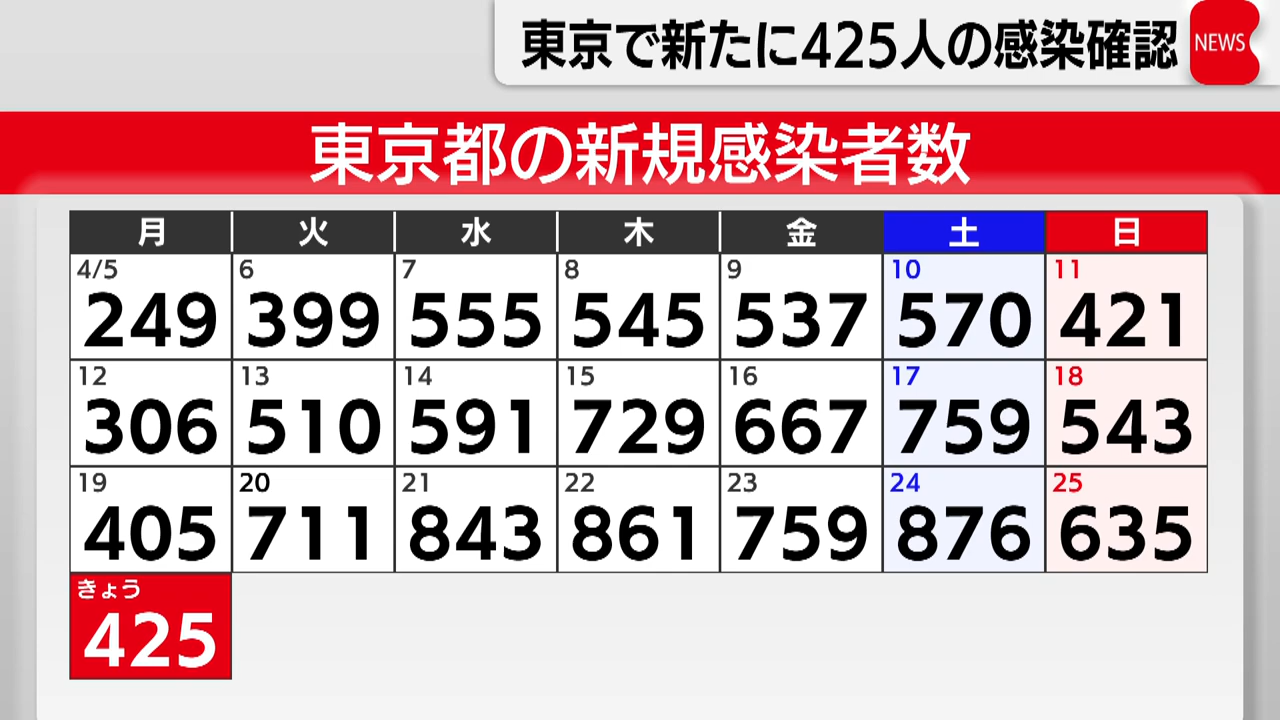 東京で新たに425人の感染確認
NEWS
東京都の新規感染者数
月 火 水 木 金 土 日
4/5 6 7 8 9 10 11
249 399 555 545 537 570 421
12 13 14 15 16 17 18
306 510 591 729 667 759 543
19 20 21 22 23 24 25
405 711 843 861 759 876 635
きょう
425